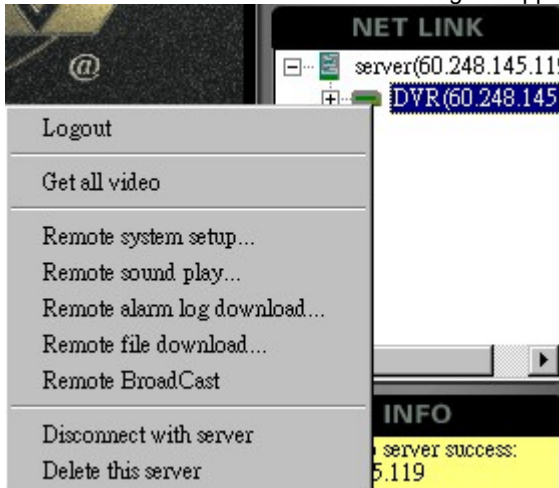 @
NET LINK
server(60.248.145.119
DVR(60.248.145
Logout
Get all video
Remote system setup...
Remote sound play...
Remote alarm log download...
Remote file download...
Remote BroadCast
Disconnect with server
Delete this server
INFO
server success:
5.119